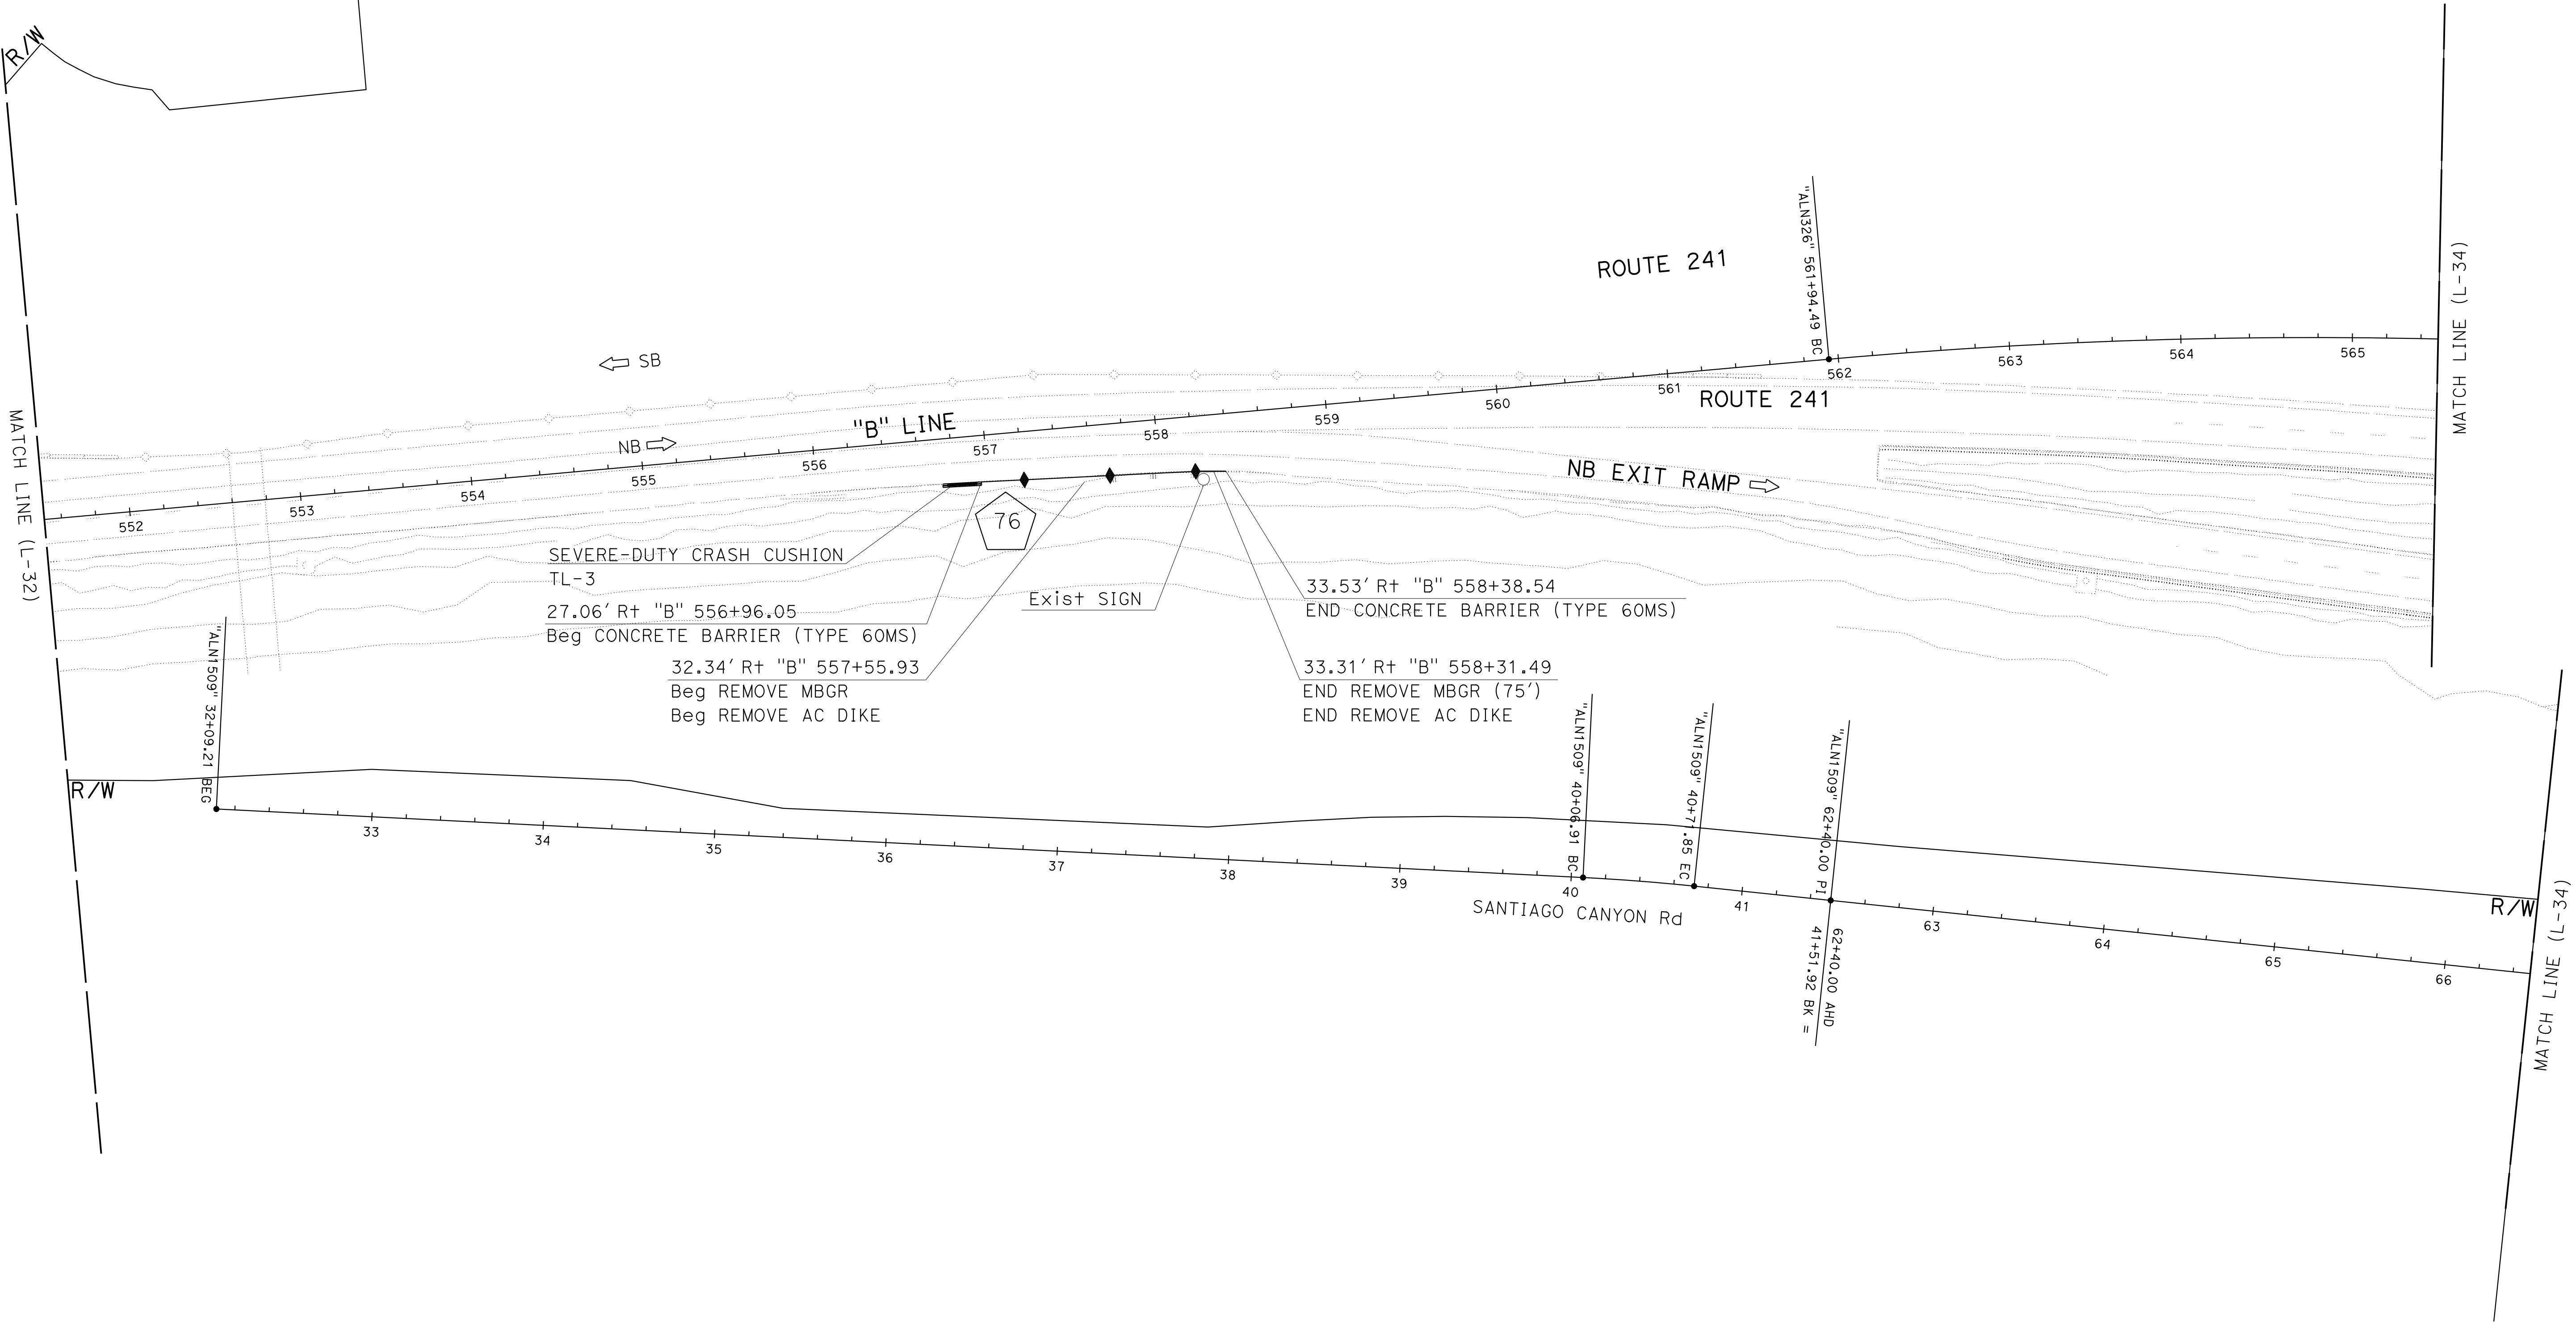 R/W
MATCH LINE (L-32)
ROUTE 241
"ALN326" 561+94.49 BC
MATCH LINE (L-34)
SB
NB
"B" LINE
ROUTE 241
NB EXIT RAMP
552
553
554
555
556
557
558
559
560
561
562
563
564
565
76
SEVERE-DUTY CRASH CUSHION
TL-3
27.06' Rt "B" 556+96.05
Beg CONCRETE BARRIER (TYPE 60MS)
32.34' Rt "B" 557+55.93
Beg REMOVE MBGR
Beg REMOVE AC DIKE
Exist SIGN
33.53' Rt "B" 558+38.54
END CONCRETE BARRIER (TYPE 60MS)
33.31' Rt "B" 558+31.49
END REMOVE MBGR (75')
END REMOVE AC DIKE
"ALN1509" 32+09.21 BEG
R/W
33
34
35
36
37
38
39
40
41
63
64
65
66
"ALN1509" 40+06.91 BC
"ALN1509" 40+71.85 EC
"ALN1509" 62+40.00 PI
62+40.00 AHD
41+51.92 BK =
SANTIAGO CANYON Rd
R/W
MATCH LINE (L-34)